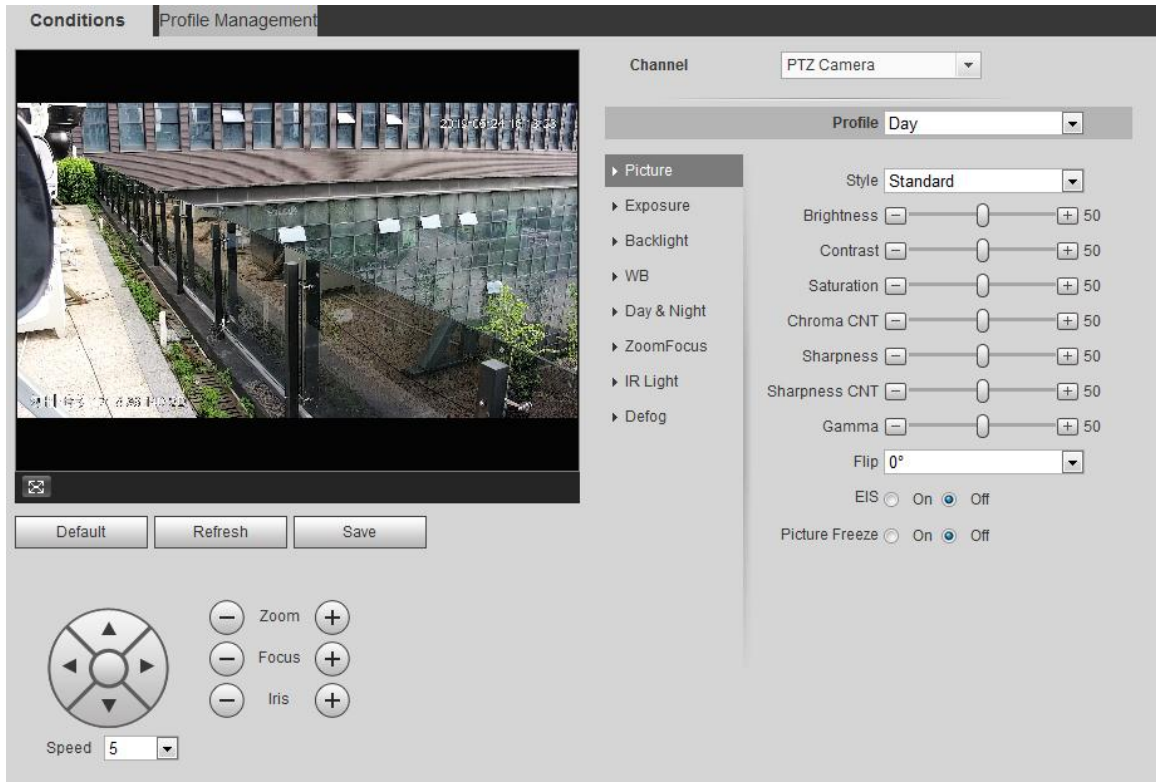 Conditions
Profile Management
Channel PTZ Camera
Profile Day
Picture
Exposure
Backlight
WB
Day & Night
ZoomFocus
IR Light
Defog
Style Standard
Brightness 50
Contrast 50
Saturation 50
Chroma CNT 50
Sharpness 50
Sharpness CNT 50
Gamma 50
Flip 0°
EIS On Off
Picture Freeze On Off
Default Refresh Save
Zoom
Focus
Iris
Speed 5